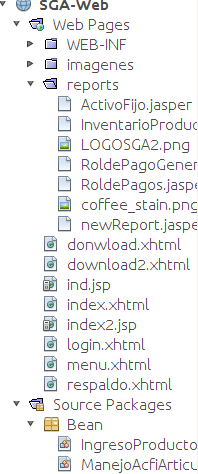 SGA-Web
Web Pages
WEB-INF
imagenes
reports
ActivoFijo.jasper
InventarioProduc
LOGOSGA2.png
RoldePagoGener
RoldePagos.jaspe
coffee_stain.png
newReport.jaspe
donwload.xhtml
download2.xhtml
ind.jsp
index.xhtml
index2.jsp
login.xhtml
menu.xhtml
respaldo.xhtml
Source Packages
Bean
IngresoProducto
ManejoAcfiArticu